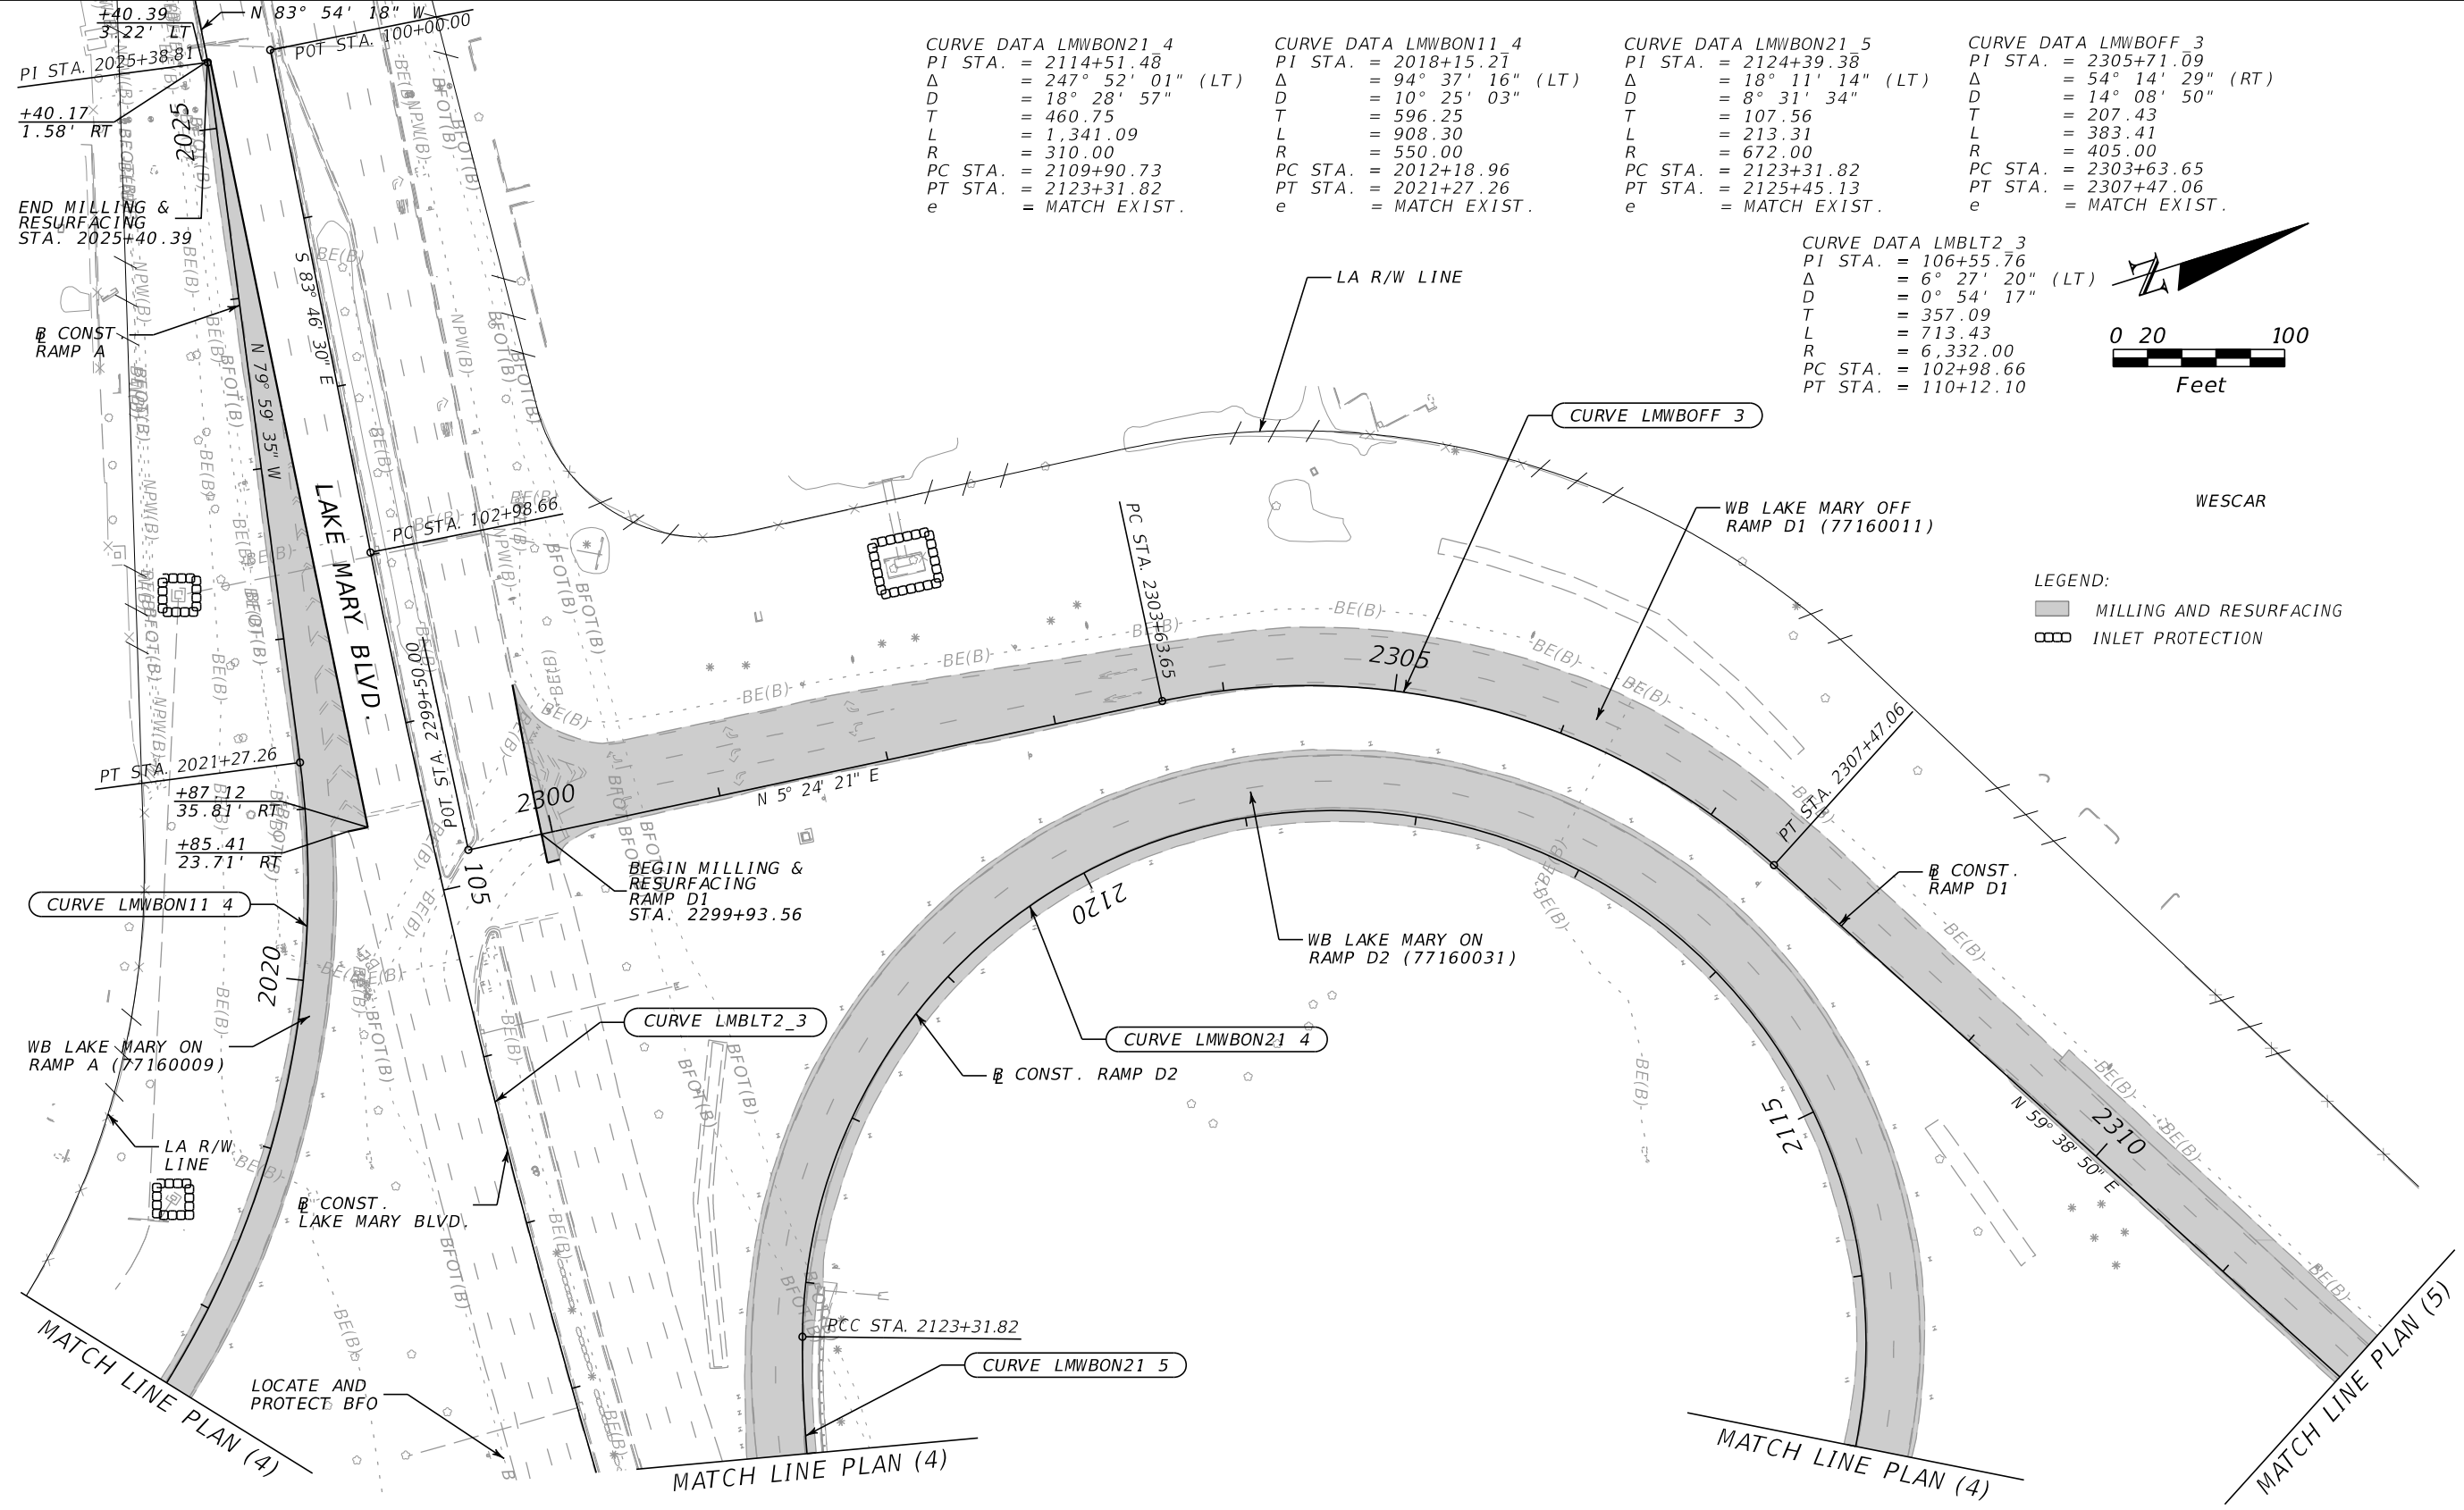 +40.39
3.22' LT
N 83° 54' 18" W
POT STA. 100+00.00
PI STA. 2025+38.81
+40.17
1.58' RT
2025
END MILLING &
RESURFACING
STA. 2025+40.39
S 83° 46' 30" E
BL CONST.
RAMP A
N 79° 59' 35" W
LAKE MARY BLVD.
PC STA. 102+98.66
POT STA. 2299+50.00
PT STA. 2021+27.26
+87.12
35.81' RT
+85.41
23.71' RT
CURVE LMWBON11 4
2020
WB LAKE MARY ON
RAMP A (77160009)
LA R/W
LINE
BL CONST.
LAKE MARY BLVD.
LOCATE AND
PROTECT BFO
MATCH LINE PLAN (4)
CURVE DATA LMWBON21_4
PI STA. = 2114+51.48
Δ = 247° 52' 01" (LT)
D = 18° 28' 57"
T = 460.75
L = 1,341.09
R = 310.00
PC STA. = 2109+90.73
PT STA. = 2123+31.82
e = MATCH EXIST.
CURVE DATA LMWBON11_4
PI STA. = 2018+15.21
Δ = 94° 37' 16" (LT)
D = 10° 25' 03"
T = 596.25
L = 908.30
R = 550.00
PC STA. = 2012+18.96
PT STA. = 2021+27.26
e = MATCH EXIST.
CURVE DATA LMWBON21_5
PI STA. = 2124+39.38
Δ = 18° 11' 14" (LT)
D = 8° 31' 34"
T = 107.56
L = 213.31
R = 672.00
PC STA. = 2123+31.82
PT STA. = 2125+45.13
e = MATCH EXIST.
CURVE DATA LMWBOFF_3
PI STA. = 2305+71.09
Δ = 54° 14' 29" (RT)
D = 14° 08' 50"
T = 207.43
L = 383.41
R = 405.00
PC STA. = 2303+63.65
PT STA. = 2307+47.06
e = MATCH EXIST.
CURVE DATA LMBLT2_3
PI STA. = 106+55.76
Δ = 6° 27' 20" (LT)
D = 0° 54' 17"
T = 357.09
L = 713.43
R = 6,332.00
PC STA. = 102+98.66
PT STA. = 110+12.10
N
0 20 100
Feet
LA R/W LINE
CURVE LMWBOFF 3
WB LAKE MARY OFF
RAMP D1 (77160011)
WESCAR
LEGEND:
MILLING AND RESURFACING
INLET PROTECTION
PC STA. 2303+63.65
2305
PT STA. 2307+47.06
2300
N 5° 24' 21" E
105
BEGIN MILLING &
RESURFACING
RAMP D1
STA. 2299+93.56
2120
WB LAKE MARY ON
RAMP D2 (77160031)
BL CONST.
RAMP D1
CURVE LMBLT2_3
CURVE LMWBON21 4
BL CONST. RAMP D2
2115
2310
N 59° 38' 50" E
PCC STA. 2123+31.82
CURVE LMWBON21 5
MATCH LINE PLAN (4)
MATCH LINE PLAN (4)
MATCH LINE PLAN (5)
BE(B)
BE(B)
BE(B)
BE(B)
BE(B)
BE(B)
BFOT(B)
BFOT(B)
BFOT(B)
NPW(B)
NPW(B)